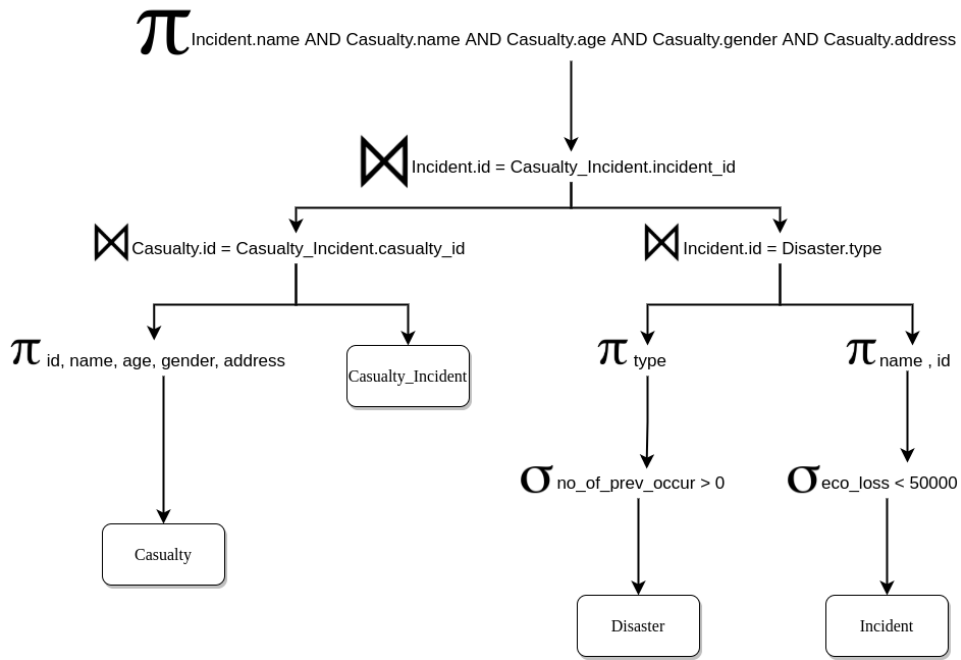 π Incident.name AND Casualty.name AND Casualty.age AND Casualty.gender AND Casualty.address
⋈ Incident.id = Casualty_Incident.incident_id
⋈ Casualty.id = Casualty_Incident.casualty_id
⋈ Incident.id = Disaster.type
π id, name, age, gender, address
Casualty_Incident
π type
π name , id
σ no_of_prev_occur > 0
σ eco_loss < 50000
Casualty
Disaster
Incident